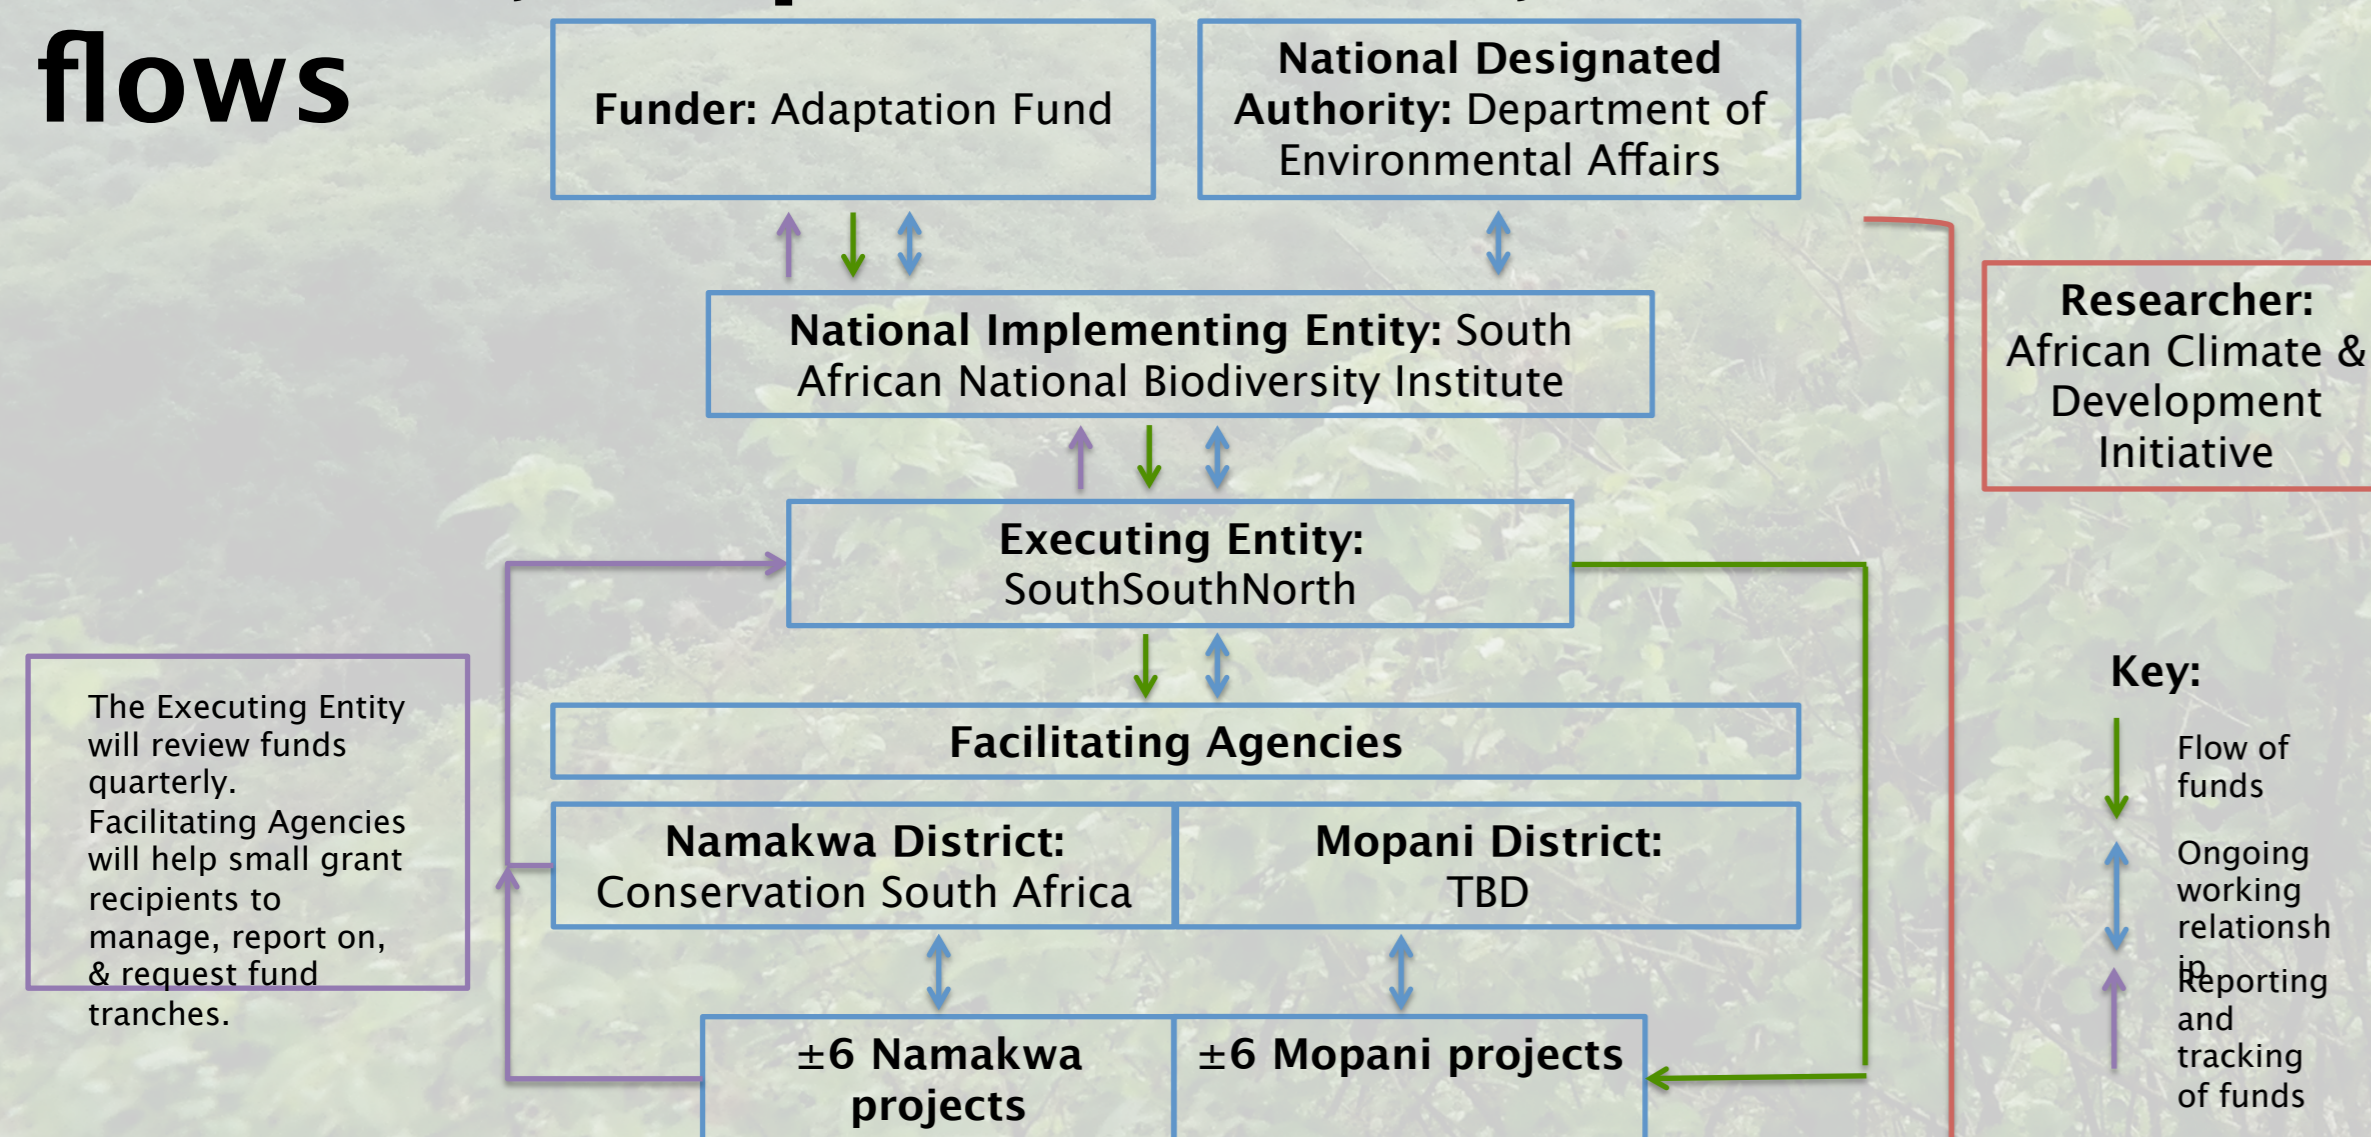 flows
Funder: Adaptation Fund
National Designated
Authority: Department of
Environmental Affairs
National Implementing Entity: South
African National Biodiversity Institute
Researcher:
African Climate &
Development
Initiative
Executing Entity:
SouthSouthNorth
The Executing Entity
will review funds
quarterly.
Facilitating Agencies
will help small grant
recipients to
manage, report on,
& request fund
tranches.
Facilitating Agencies
Namakwa District:
Conservation South Africa
Mopani District:
TBD
±6 Namakwa
projects
±6 Mopani projects
Key:
Flow of
funds
Ongoing
working
relationsh
ip
Reporting
and
tracking
of funds